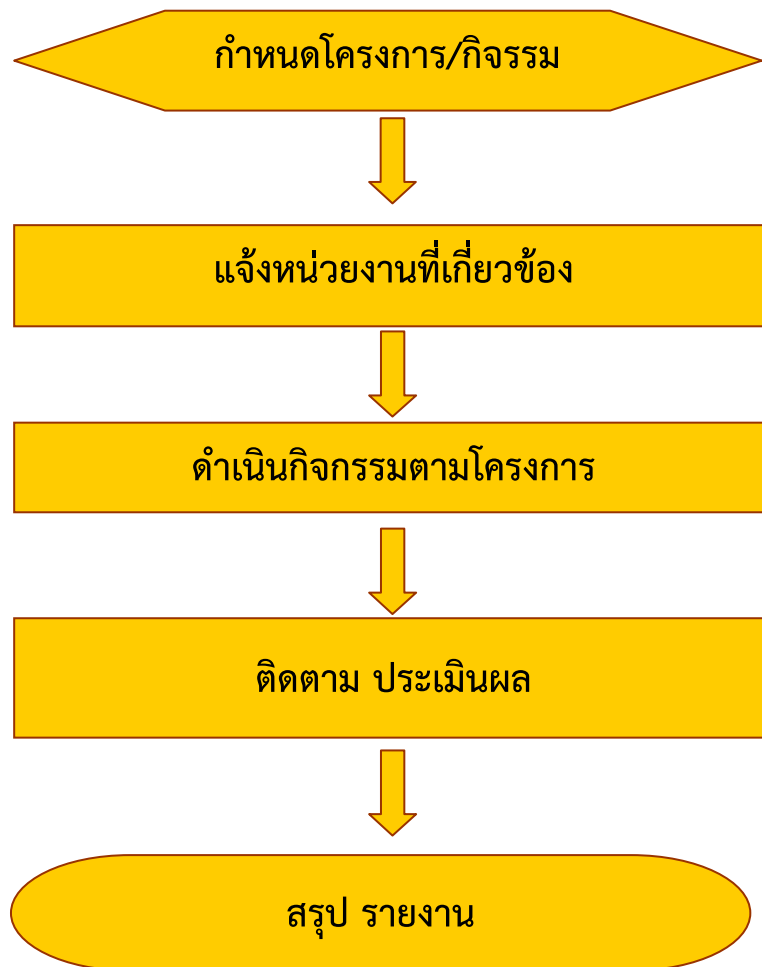 กำหนดโครงการ/กิจรรม
แจ้งหน่วยงานที่เกี่ยวข้อง
ดำเนินกิจกรรมตามโครงการ
ติดตาม ประเมินผล
สรุป รายงาน